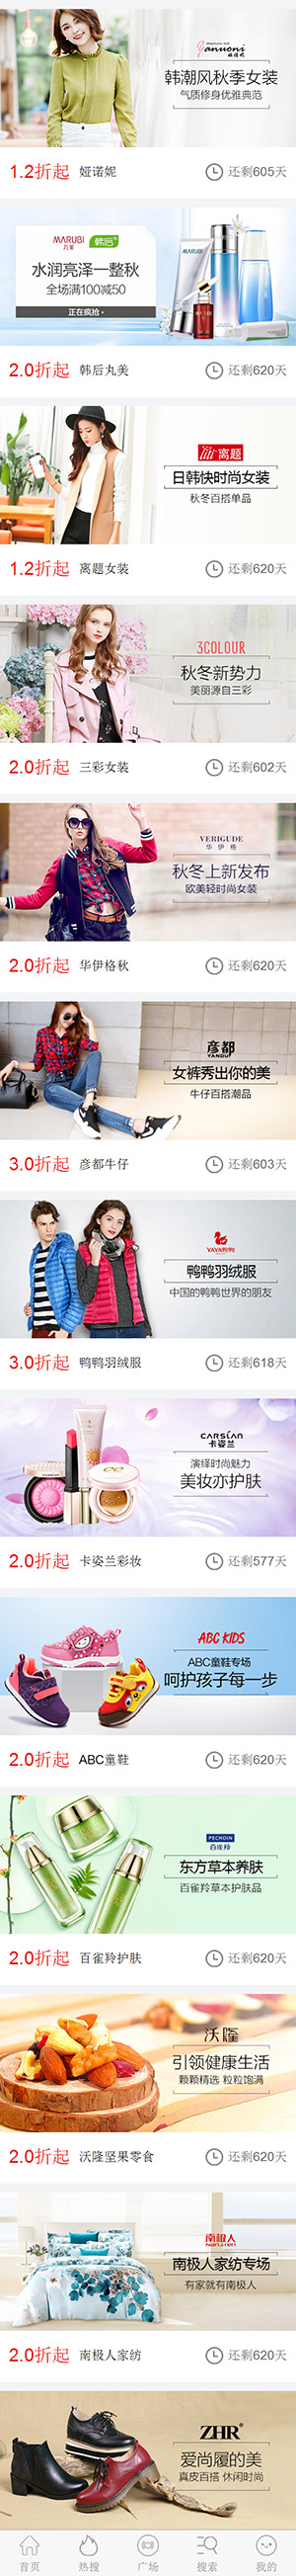 Yanuoni
娅诺妮
韩潮风秋季女装
气质修身优雅典范
1.2折起 娅诺妮 还剩605天
MARUBI 丸美 韩后
水润亮泽一整秋
全场满100减50
正在疯抢
2.0折起 韩后丸美 还剩620天
离题
日韩快时尚女装
秋冬百搭单品
1.2折起 离题女装 还剩620天
3COLOUR
秋冬新势力
美丽源自三彩
2.0折起 三彩女装 还剩602天
VERIGUDE
华伊格
秋冬上新发布
欧美轻时尚女装
2.0折起 华伊格秋 还剩620天
彦都
YANDU
女裤秀出你的美
牛仔百搭潮品
3.0折起 彦都牛仔 还剩603天
YAYA鸭鸭
鸭鸭羽绒服
中国的鸭鸭世界的朋友
3.0折起 鸭鸭羽绒服 还剩618天
CARSLAN
卡姿兰
演绎时尚魅力
美妆亦护肤
2.0折起 卡姿兰彩妆 还剩577天
ABC KIDS
ABC童鞋专场
呵护孩子每一步
2.0折起 ABC童鞋 还剩620天
PECHOIN
百雀羚
东方草本养肤
百雀羚草本护肤品
2.0折起 百雀羚护肤 还剩620天
沃隆
引领健康生活
颗颗精选 粒粒饱满
2.0折起 沃隆坚果零食 还剩620天
南极人
NANJIREN
南极人家纺专场
有家就有南极人
2.0折起 南极人家纺 还剩620天
ZHR®
爱尚履的美
真皮百搭 休闲时尚
首页 热搜 广场 搜索 我的